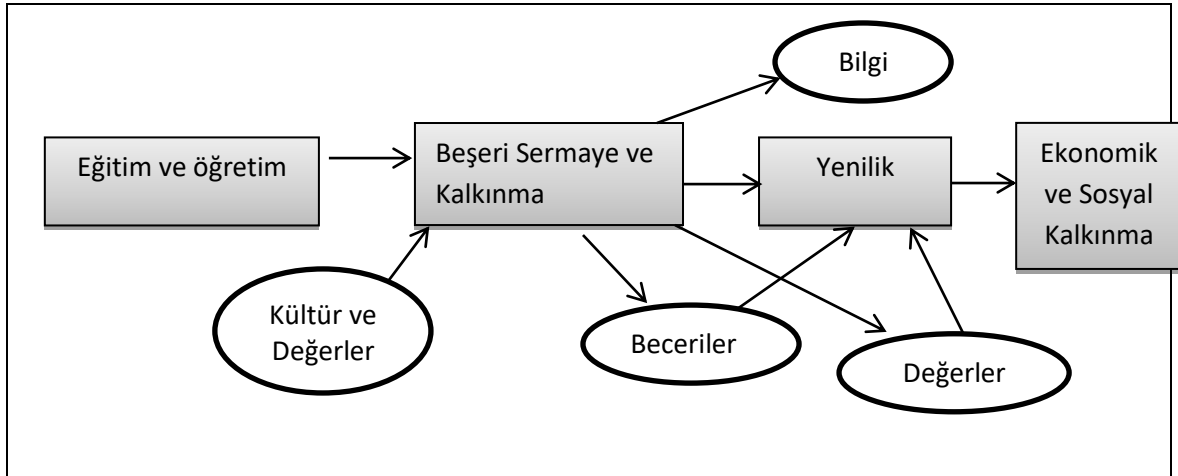 Bilgi
Eğitim ve öğretim
Beşeri Sermaye ve
Kalkınma
Yenilik
Ekonomik
ve Sosyal
Kalkınma
Kültür ve
Değerler
Beceriler
Değerler